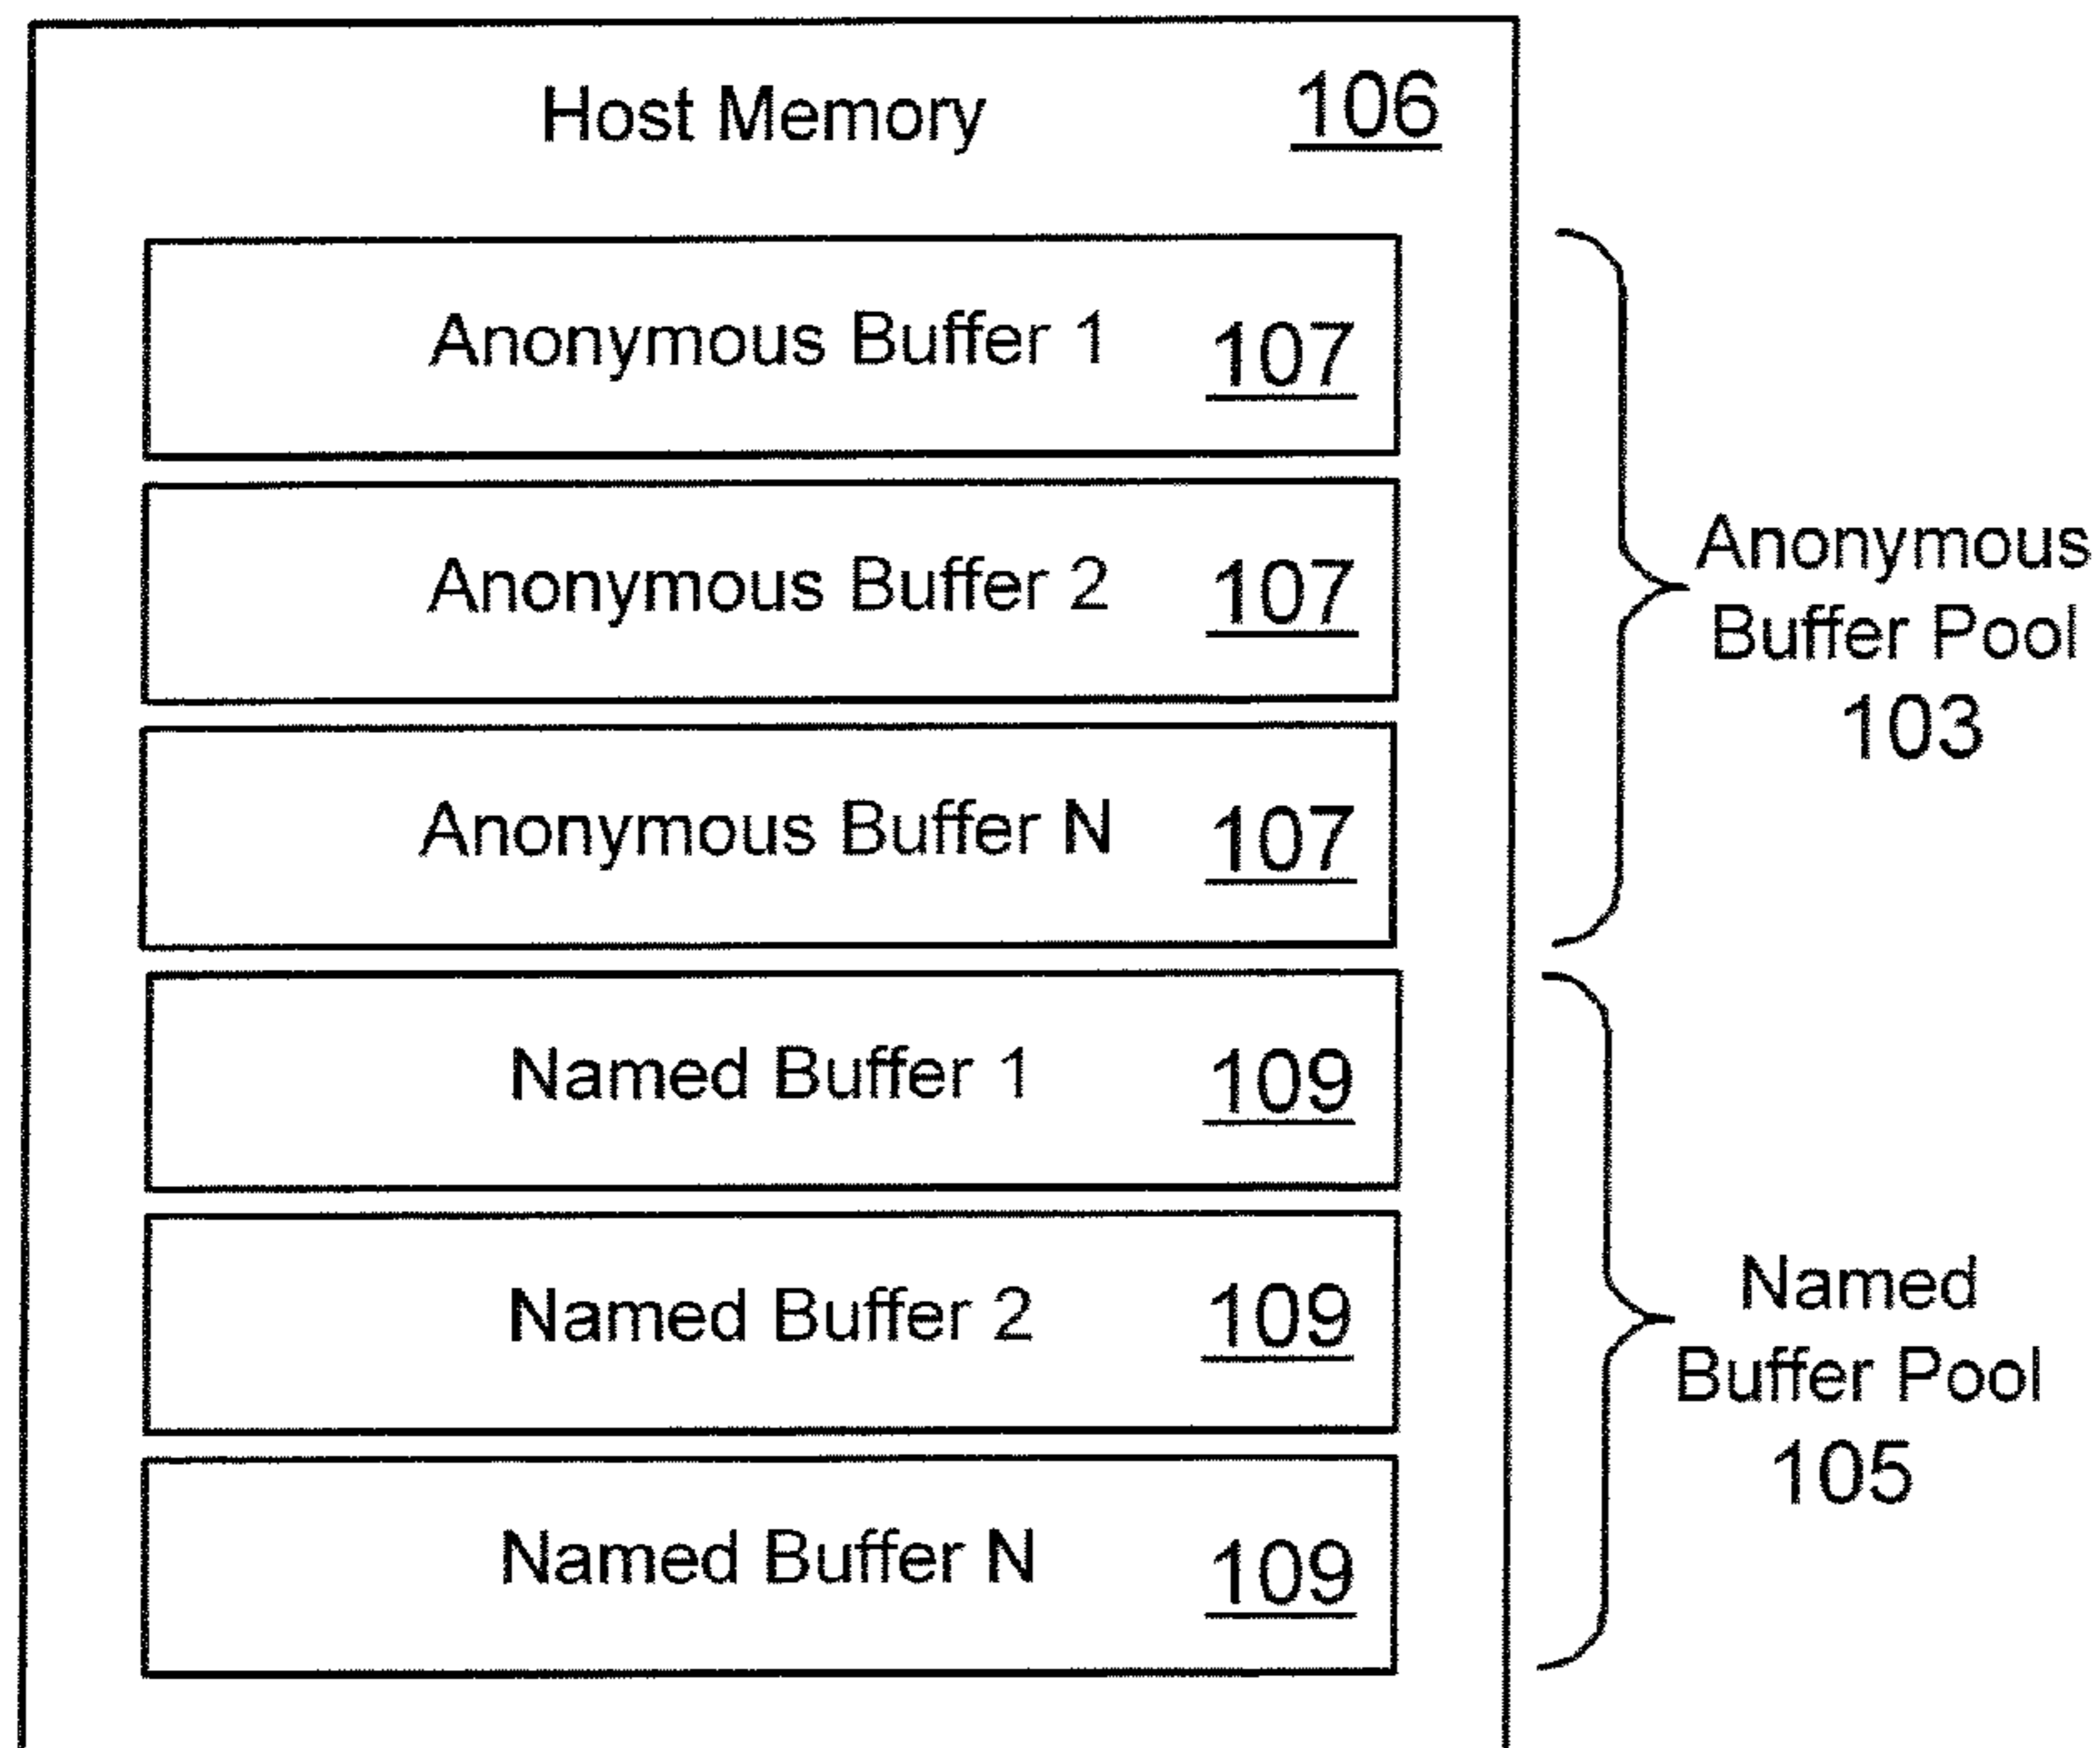 Host Memory 106
Anonymous Buffer 1 107
Anonymous Buffer 2 107
Anonymous Buffer N 107
Anonymous
Buffer Pool
103
Named Buffer 1 109
Named Buffer 2 109
Named Buffer N 109
Named
Buffer Pool
105